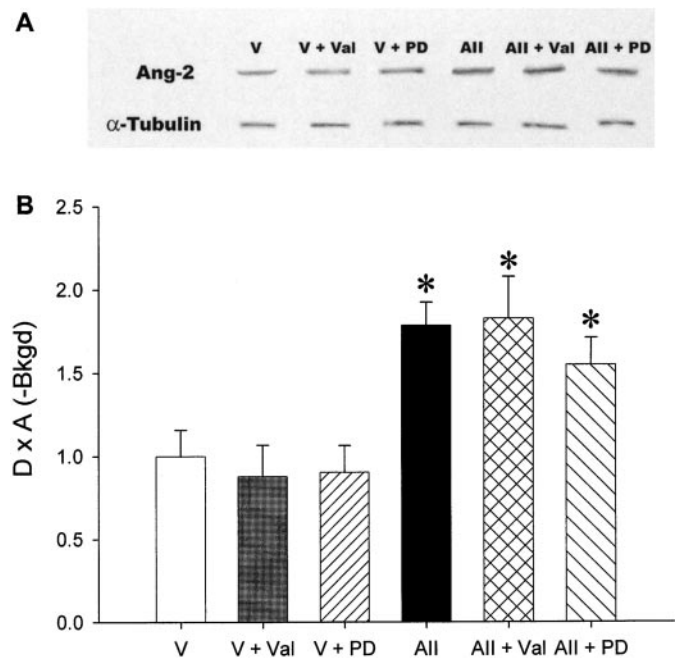 A
V V + Val V + PD AII AII + Val AII + PD
Ang-2
α-Tubulin
B
D x A (-Bkgd)
2.5
2.0
1.5
1.0
0.5
0.0
* * *
V V + Val V + PD AII AII + Val AII + PD